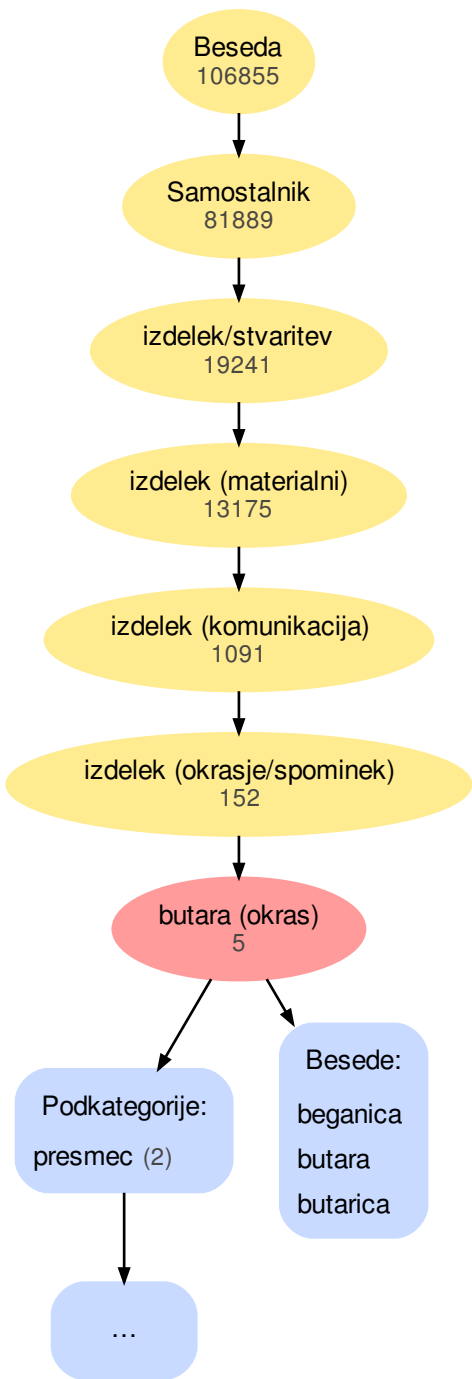 Beseda
106855
Samostalnik
81889
izdelek/stvaritev
19241
izdelek (materialni)
13175
izdelek (komunikacija)
1091
izdelek (okrasje/spominek)
152
butara (okras)
5
Podkategorije:
presmec (2)
...
Besede:
beganica
butara
butarica